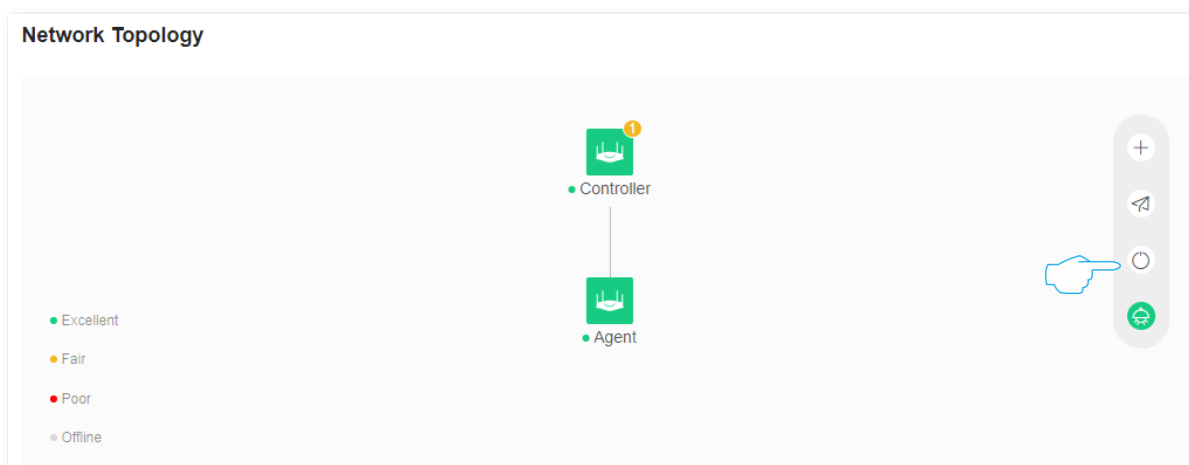 Network Topology
1
Controller
Agent
Excellent
Fair
Poor
Offline